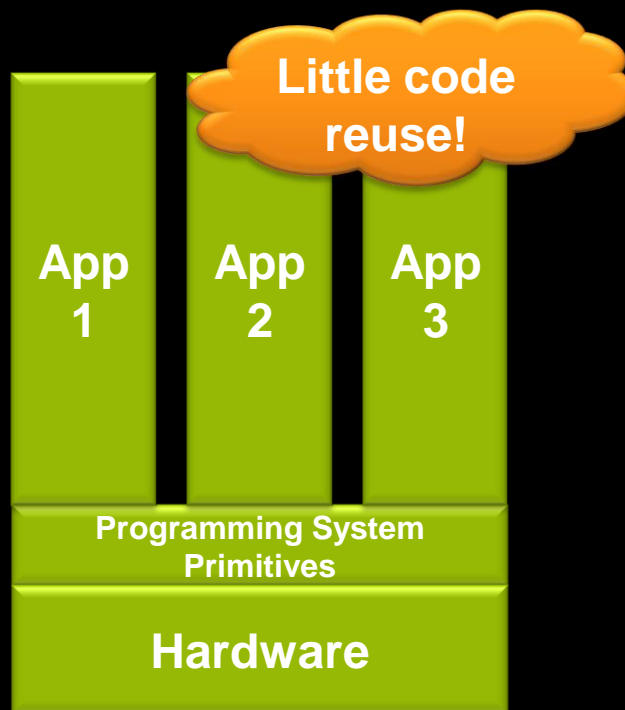 Little code
reuse!
App
1
App
2
App
3
Programming System
Primitives
Hardware